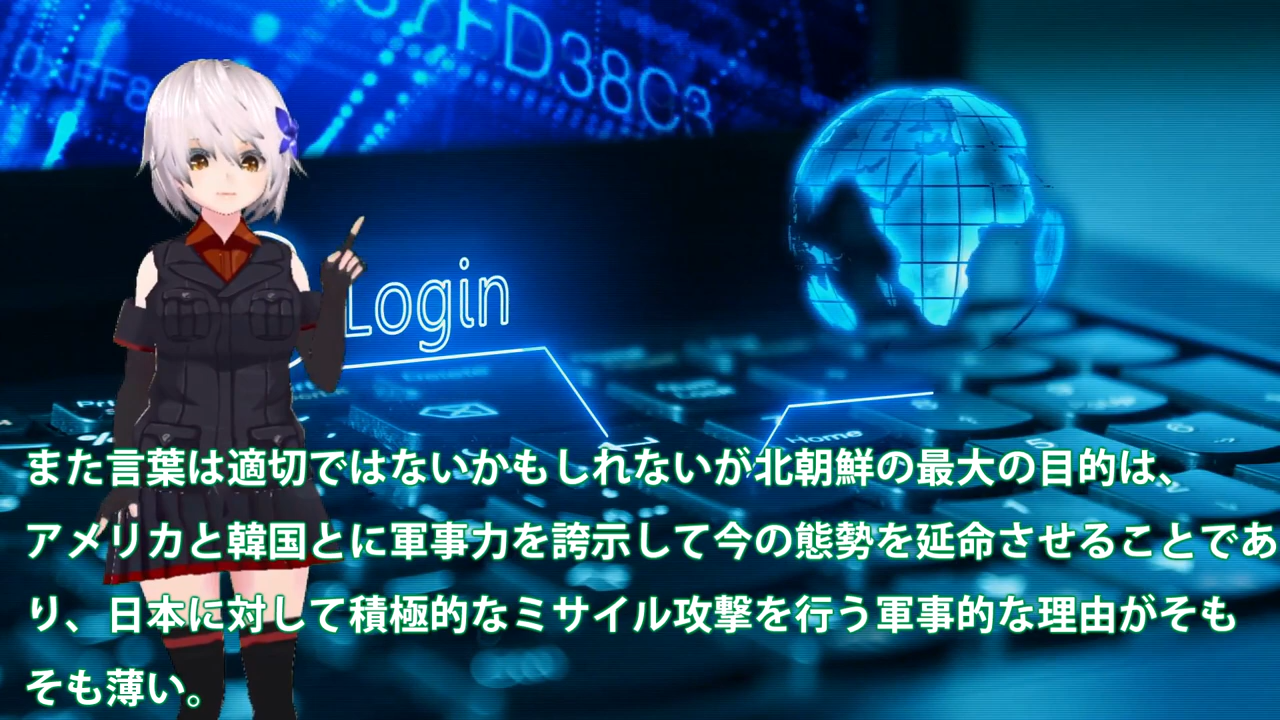 0xFF8
FD38C3
Login
Home
5
6
また言葉は適切ではないかもしれないが北朝鮮の最大の目的は、
アメリカと韓国とに軍事力を誇示して今の態勢を延命させることであ
り、日本に対して積極的なミサイル攻撃を行う軍事的な理由がそも
そも薄い。